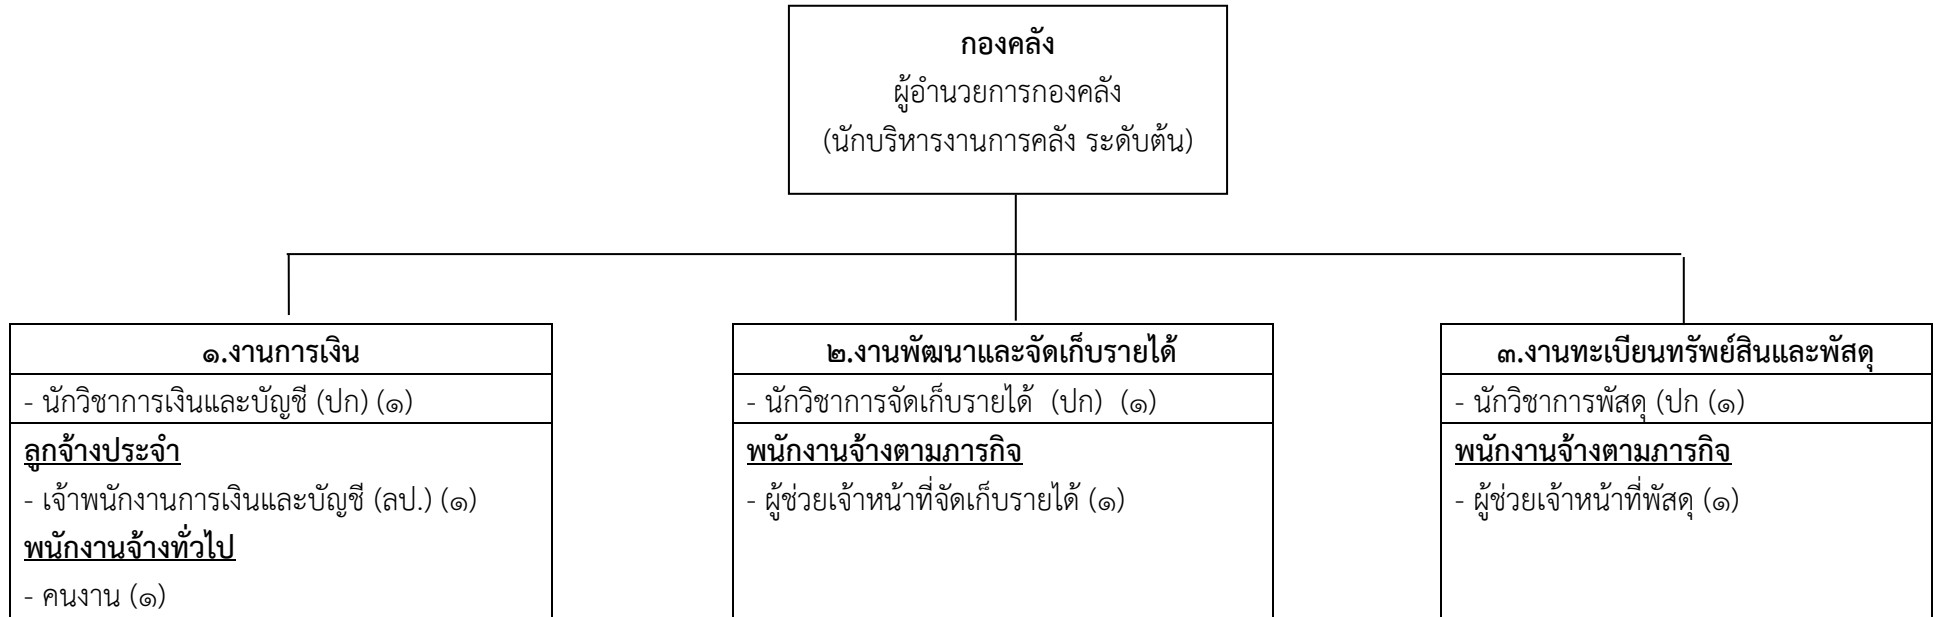 กองคลัง
ผู้อำนวยการกองคลัง
(นักบริหารงานการคลัง ระดับต้น)
๑.งานการเงิน
- นักวิชาการเงินและบัญชี (ปก) (๑)
ลูกจ้างประจำ
- เจ้าพนักงานการเงินและบัญชี (ลป.) (๑)
พนักงานจ้างทั่วไป
- คนงาน (๑)
๒.งานพัฒนาและจัดเก็บรายได้
- นักวิชาการจัดเก็บรายได้ (ปก) (๑)
พนักงานจ้างตามภารกิจ
- ผู้ช่วยเจ้าหน้าที่จัดเก็บรายได้ (๑)
๓.งานทะเบียนทรัพย์สินและพัสดุ
- นักวิชาการพัสดุ (ปก (๑)
พนักงานจ้างตามภารกิจ
- ผู้ช่วยเจ้าหน้าที่พัสดุ (๑)